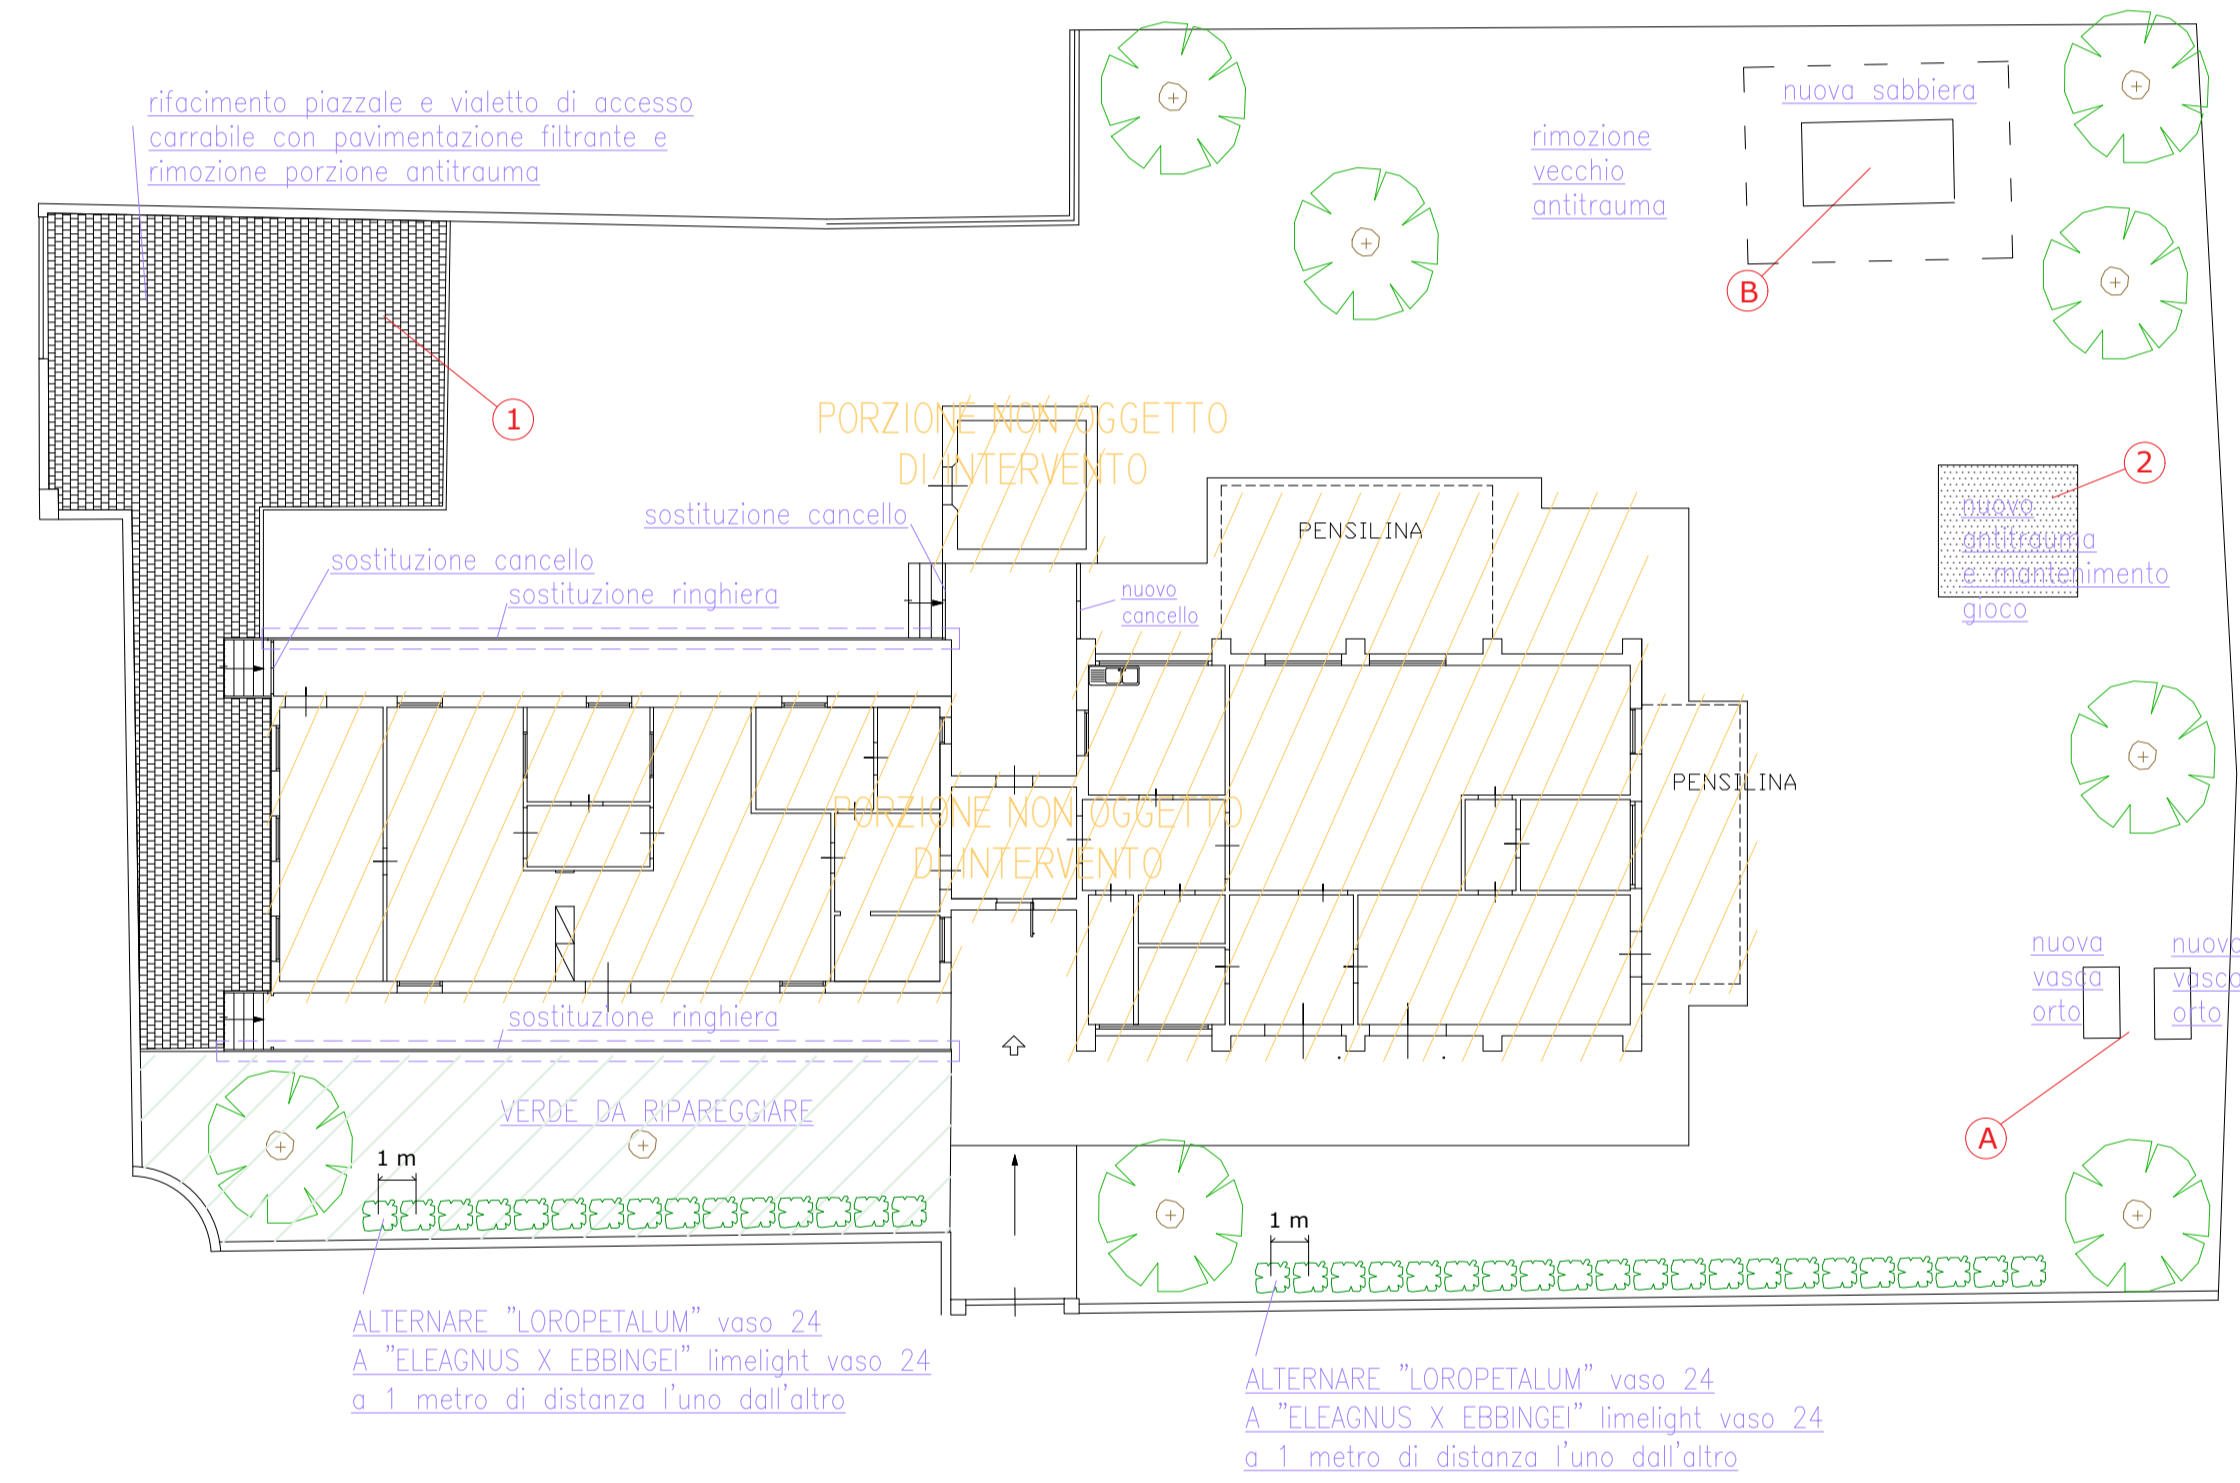 rifacimento piazzale e vialetto di accesso
carrabile con pavimentazione filtrante e
rimozione porzione antitrauma
nuova sabbiera
rimozione
vecchio
antitrauma
B
1
PORZIONE NON OGGETTO
DI INTERVENTO
2
nuovo
antitrauma
e mantenimento
gioco
PENSILINA
sostituzione cancello
sostituzione cancello
sostituzione ringhiera
nuovo
cancello
PENSILINA
PORZIONE NON OGGETTO
DI INTERVENTO
nuova
vasca
orto
nuova
vasca
orto
sostituzione ringhiera
VERDE DA RIPAREGGIARE
A
1 m
1 m
ALTERNARE "LOROPETALUM" vaso 24
A "ELEAGNUS X EBBINGEI" limelight vaso 24
a 1 metro di distanza l'uno dall'altro
ALTERNARE "LOROPETALUM" vaso 24
A "ELEAGNUS X EBBINGEI" limelight vaso 24
a 1 metro di distanza l'uno dall'altro